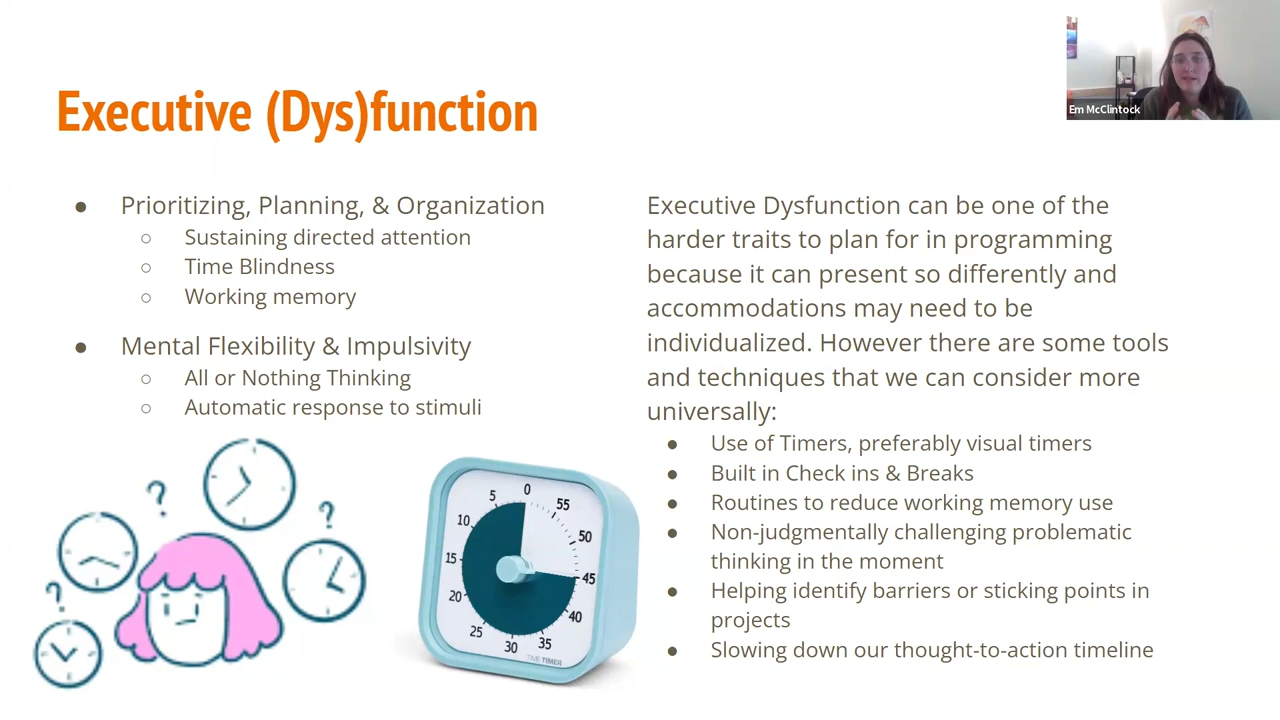 Executive (Dys)function
Em McClintock
● Prioritizing, Planning, & Organization
○ Sustaining directed attention
○ Time Blindness
○ Working memory
● Mental Flexibility & Impulsivity
○ All or Nothing Thinking
○ Automatic response to stimuli
0
5
10
15
20
25
30
35
40
45
50
55
TIME TIMER
?
?
?
Executive Dysfunction can be one of the
harder traits to plan for in programming
because it can present so differently and
accommodations may need to be
individualized. However there are some tools
and techniques that we can consider more
universally:
● Use of Timers, preferably visual timers
● Built in Check ins & Breaks
● Routines to reduce working memory use
● Non-judgmentally challenging problematic
thinking in the moment
● Helping identify barriers or sticking points in
projects
● Slowing down our thought-to-action timeline